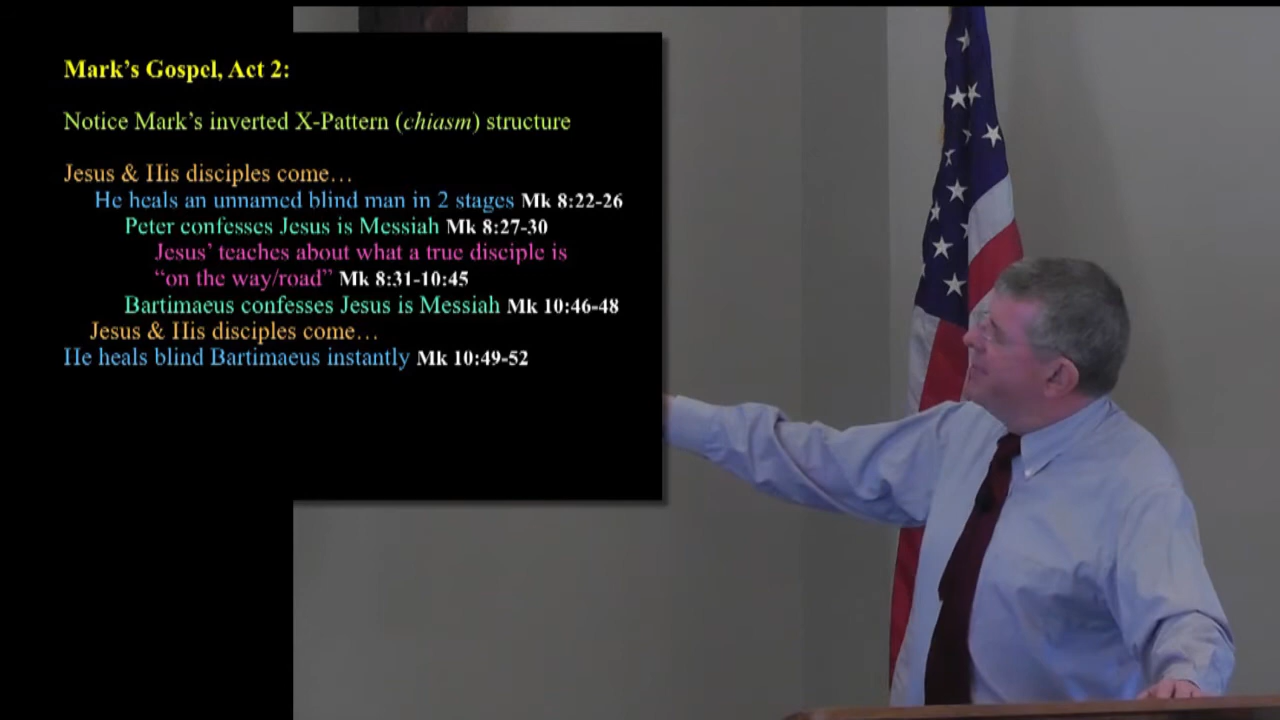 Mark's Gospel, Act 2:
Notice Mark's inverted X-Pattern (chiasm) structure
Jesus & His disciples come…
He heals an unnamed blind man in 2 stages Mk 8:22-26
Peter confesses Jesus is Messiah Mk 8:27-30
Jesus' teaches about what a true disciple is
"on the way/road" Mk 8:31-10:45
Bartimaeus confesses Jesus is Messiah Mk 10:46-48
Jesus & His disciples come…
He heals blind Bartimaeus instantly Mk 10:49-52